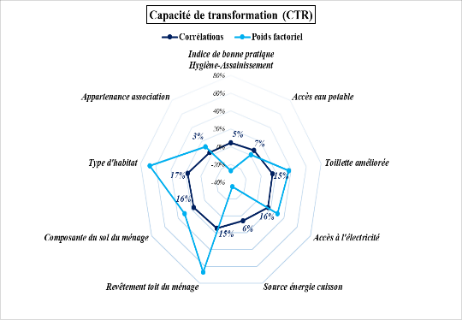 Capacité de transformation (CTR)
Corrélations
Poids factoriel
Indice de bonne pratique
Hygiène-Assainissement
80%
Appartenance association
60%
Accès eau potable
40%
20%
3%
5%
7%
-0%
Type d'habitat
Toillette améliorée
17%
-40%
15%
16%
16%
Composante du sol du ménage
15%
6%
Accès à l'électricité
Revêtement toit du ménage
Source énergie cuisson